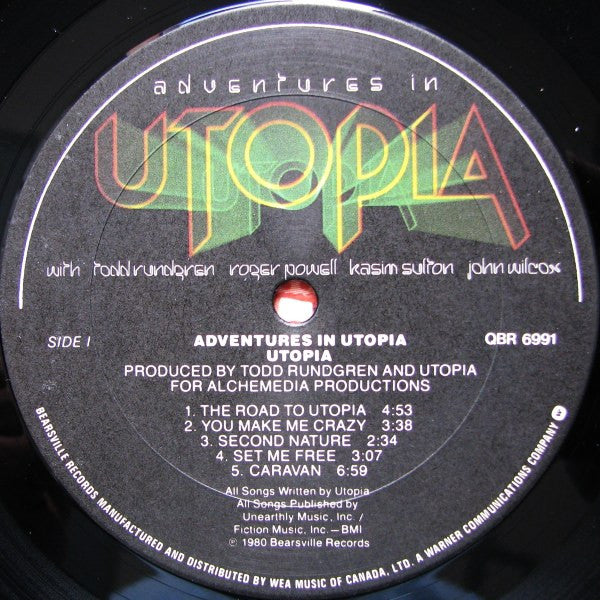 adventures in
UTOPIA
with todd rundgren roger powell kasim sulton john wilcox
SIDE 1
QBR 6991
ADVENTURES IN UTOPIA
UTOPIA
PRODUCED BY TODD RUNDGREN AND UTOPIA
FOR ALCHEMEDIA PRODUCTIONS
1. THE ROAD TO UTOPIA 4:53
2. YOU MAKE ME CRAZY 3:38
3. SECOND NATURE 2:34
4. SET ME FREE 3:07
5. CARAVAN 6:59
All Songs Written by Utopia
All Songs Published by
Unearthly Music, Inc. /
Fiction Music, Inc. – BMI
℗ 1980 Bearsville Records
BEARSVILLE RECORDS MANUFACTURED AND DISTRIBUTED BY WEA MUSIC OF CANADA, LTD. A WARNER COMMUNICATIONS COMPANY